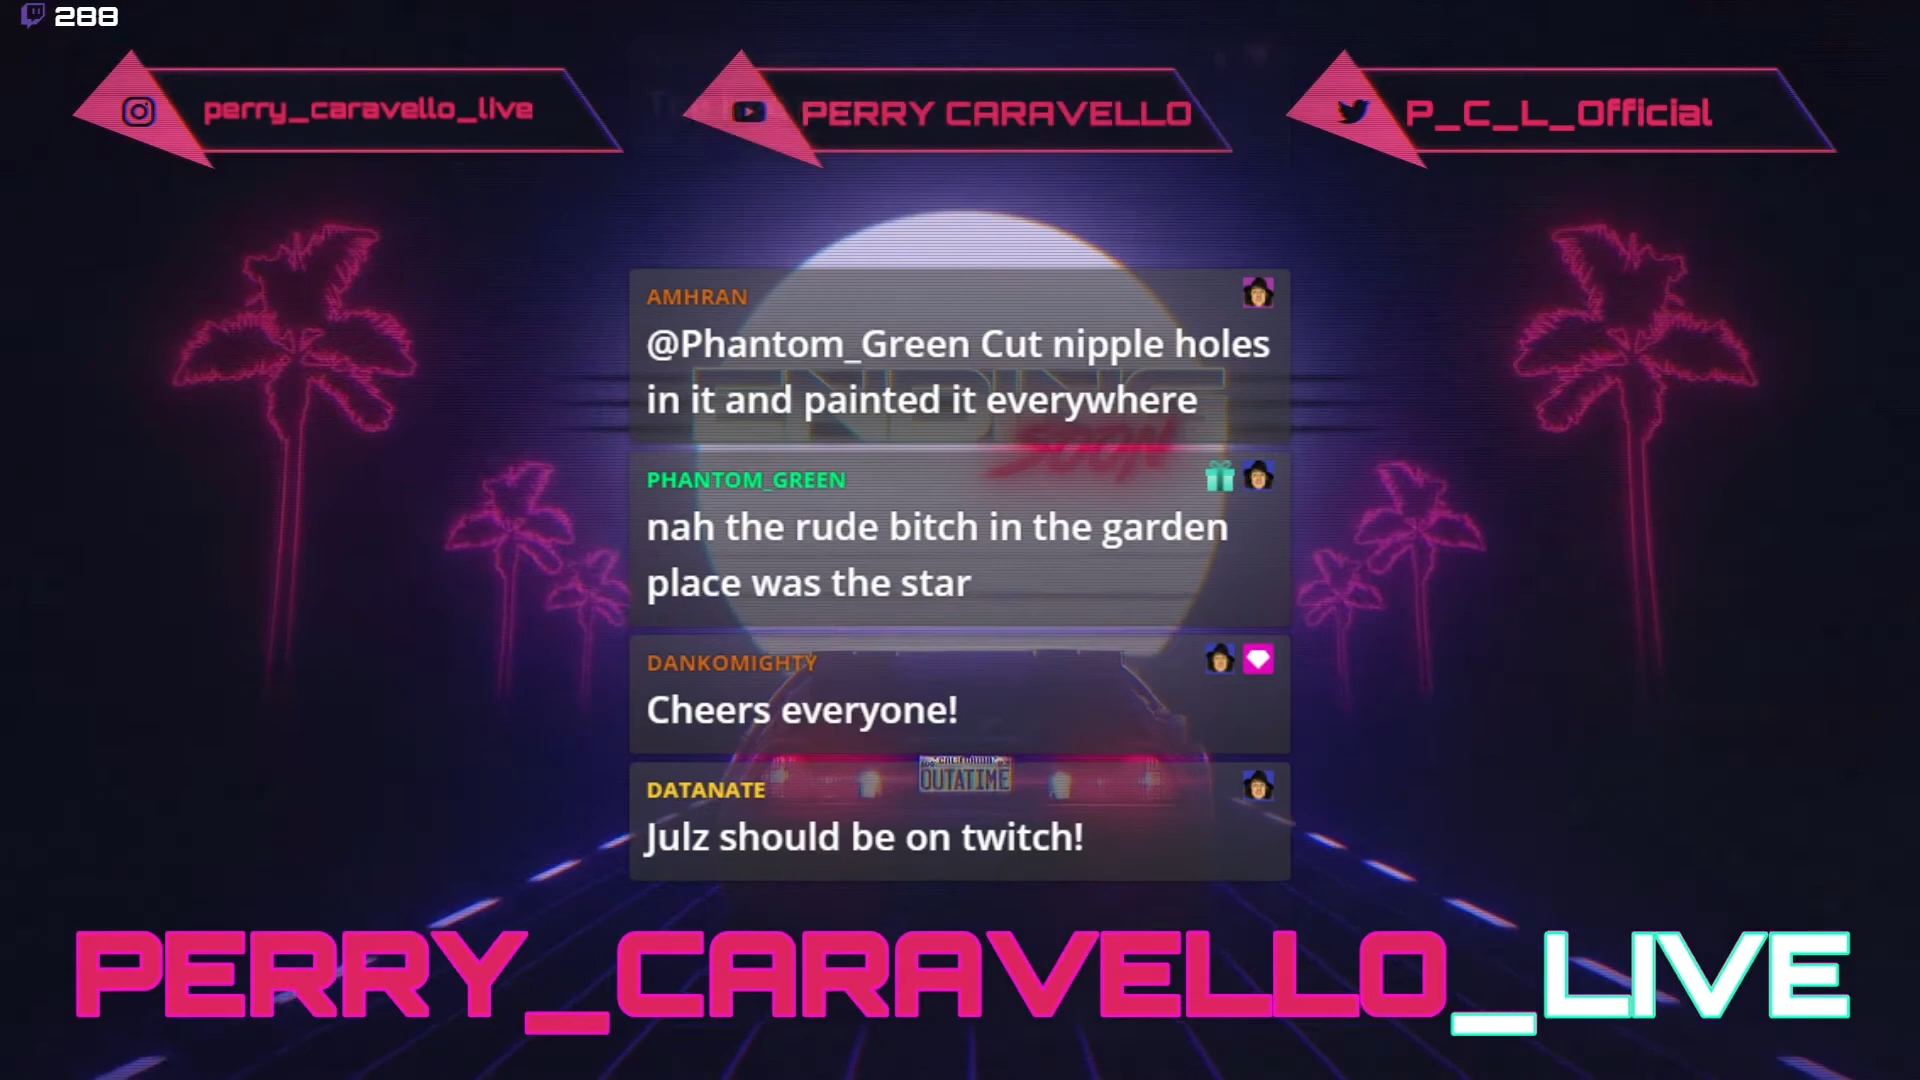 288
perry_caravello_live
PERRY CARAVELLO
P_C_L_Official
AMHRAN
@Phantom_Green Cut nipple holes
in it and painted it everywhere
ENDING
SOON
PHANTOM_GREEN
nah the rude bitch in the garden
place was the star
DANKOMIGHTY
Cheers everyone!
OUTATIME
DATANATE
Julz should be on twitch!
PERRY_CARAVELLO_LIVE